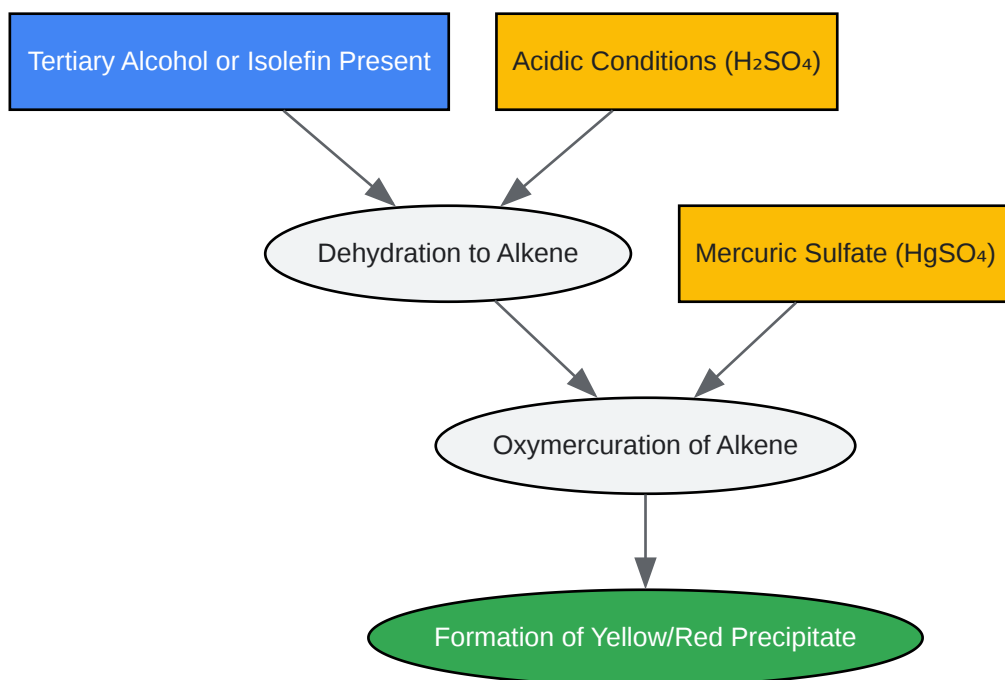 Tertiary Alcohol or Isolefin Present
Acidic Conditions (H₂SO₄)
Dehydration to Alkene
Mercuric Sulfate (HgSO₄)
Oxymercuration of Alkene
Formation of Yellow/Red Precipitate